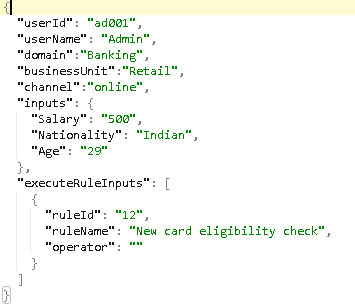 {
"userId": "ad001",
"userName": "Admin",
"domain":"Banking",
"businessUnit":"Retail",
"channel":"online",
"inputs": {
"Salary": "500",
"Nationality": "Indian",
"Age": "29"
},
"executeRuleInputs": [
{
"ruleId": "12",
"ruleName": "New card eligibility check",
"operator": ""
}
]
}